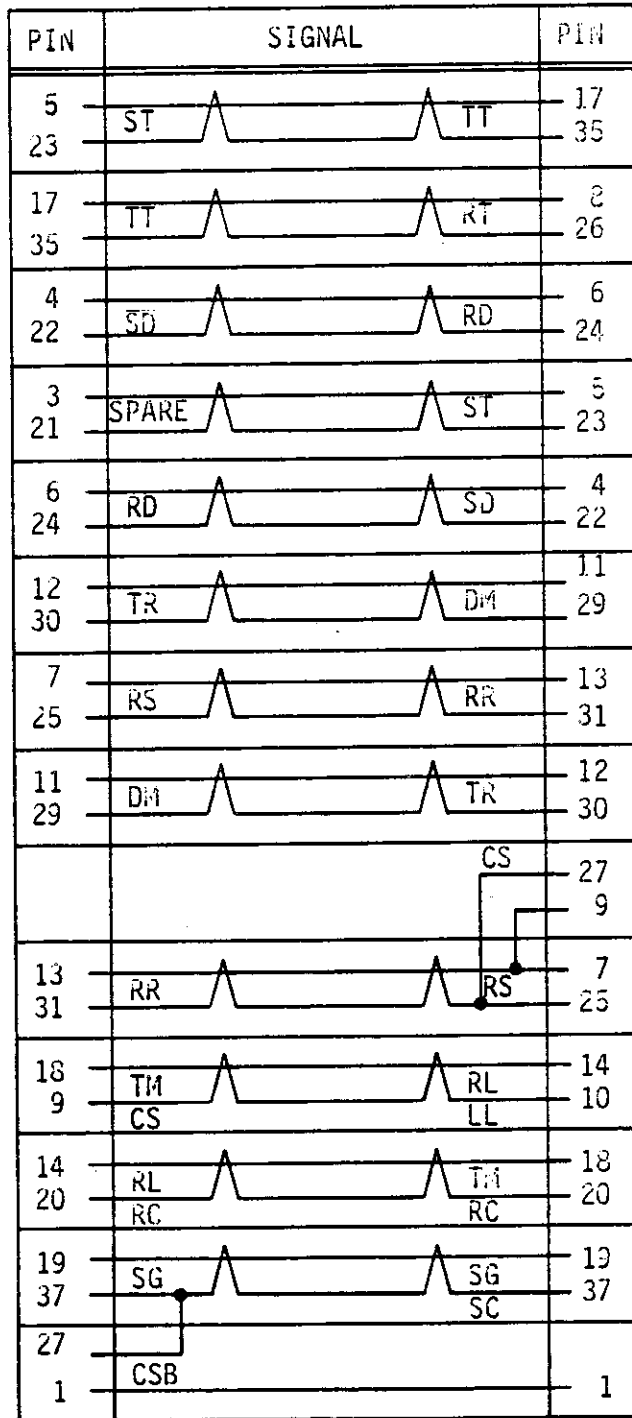 PIN SIGNAL PIN
5 ST TT 17
23 35
17 TT RT 8
35 26
4 SD RD 6
22 24
3 SPARE ST 5
21 23
6 RD SD 4
24 22
12 TR DM 11
30 29
7 RS RR 13
25 31
11 DM TR 12
29 30
CS 27
9
13 RR RS 7
31 25
18 TM RL 14
9 CS LL 10
14 RL TM 18
20 RC RC 20
19 SG SG 19
37 SC 37
27
CSB
1 1